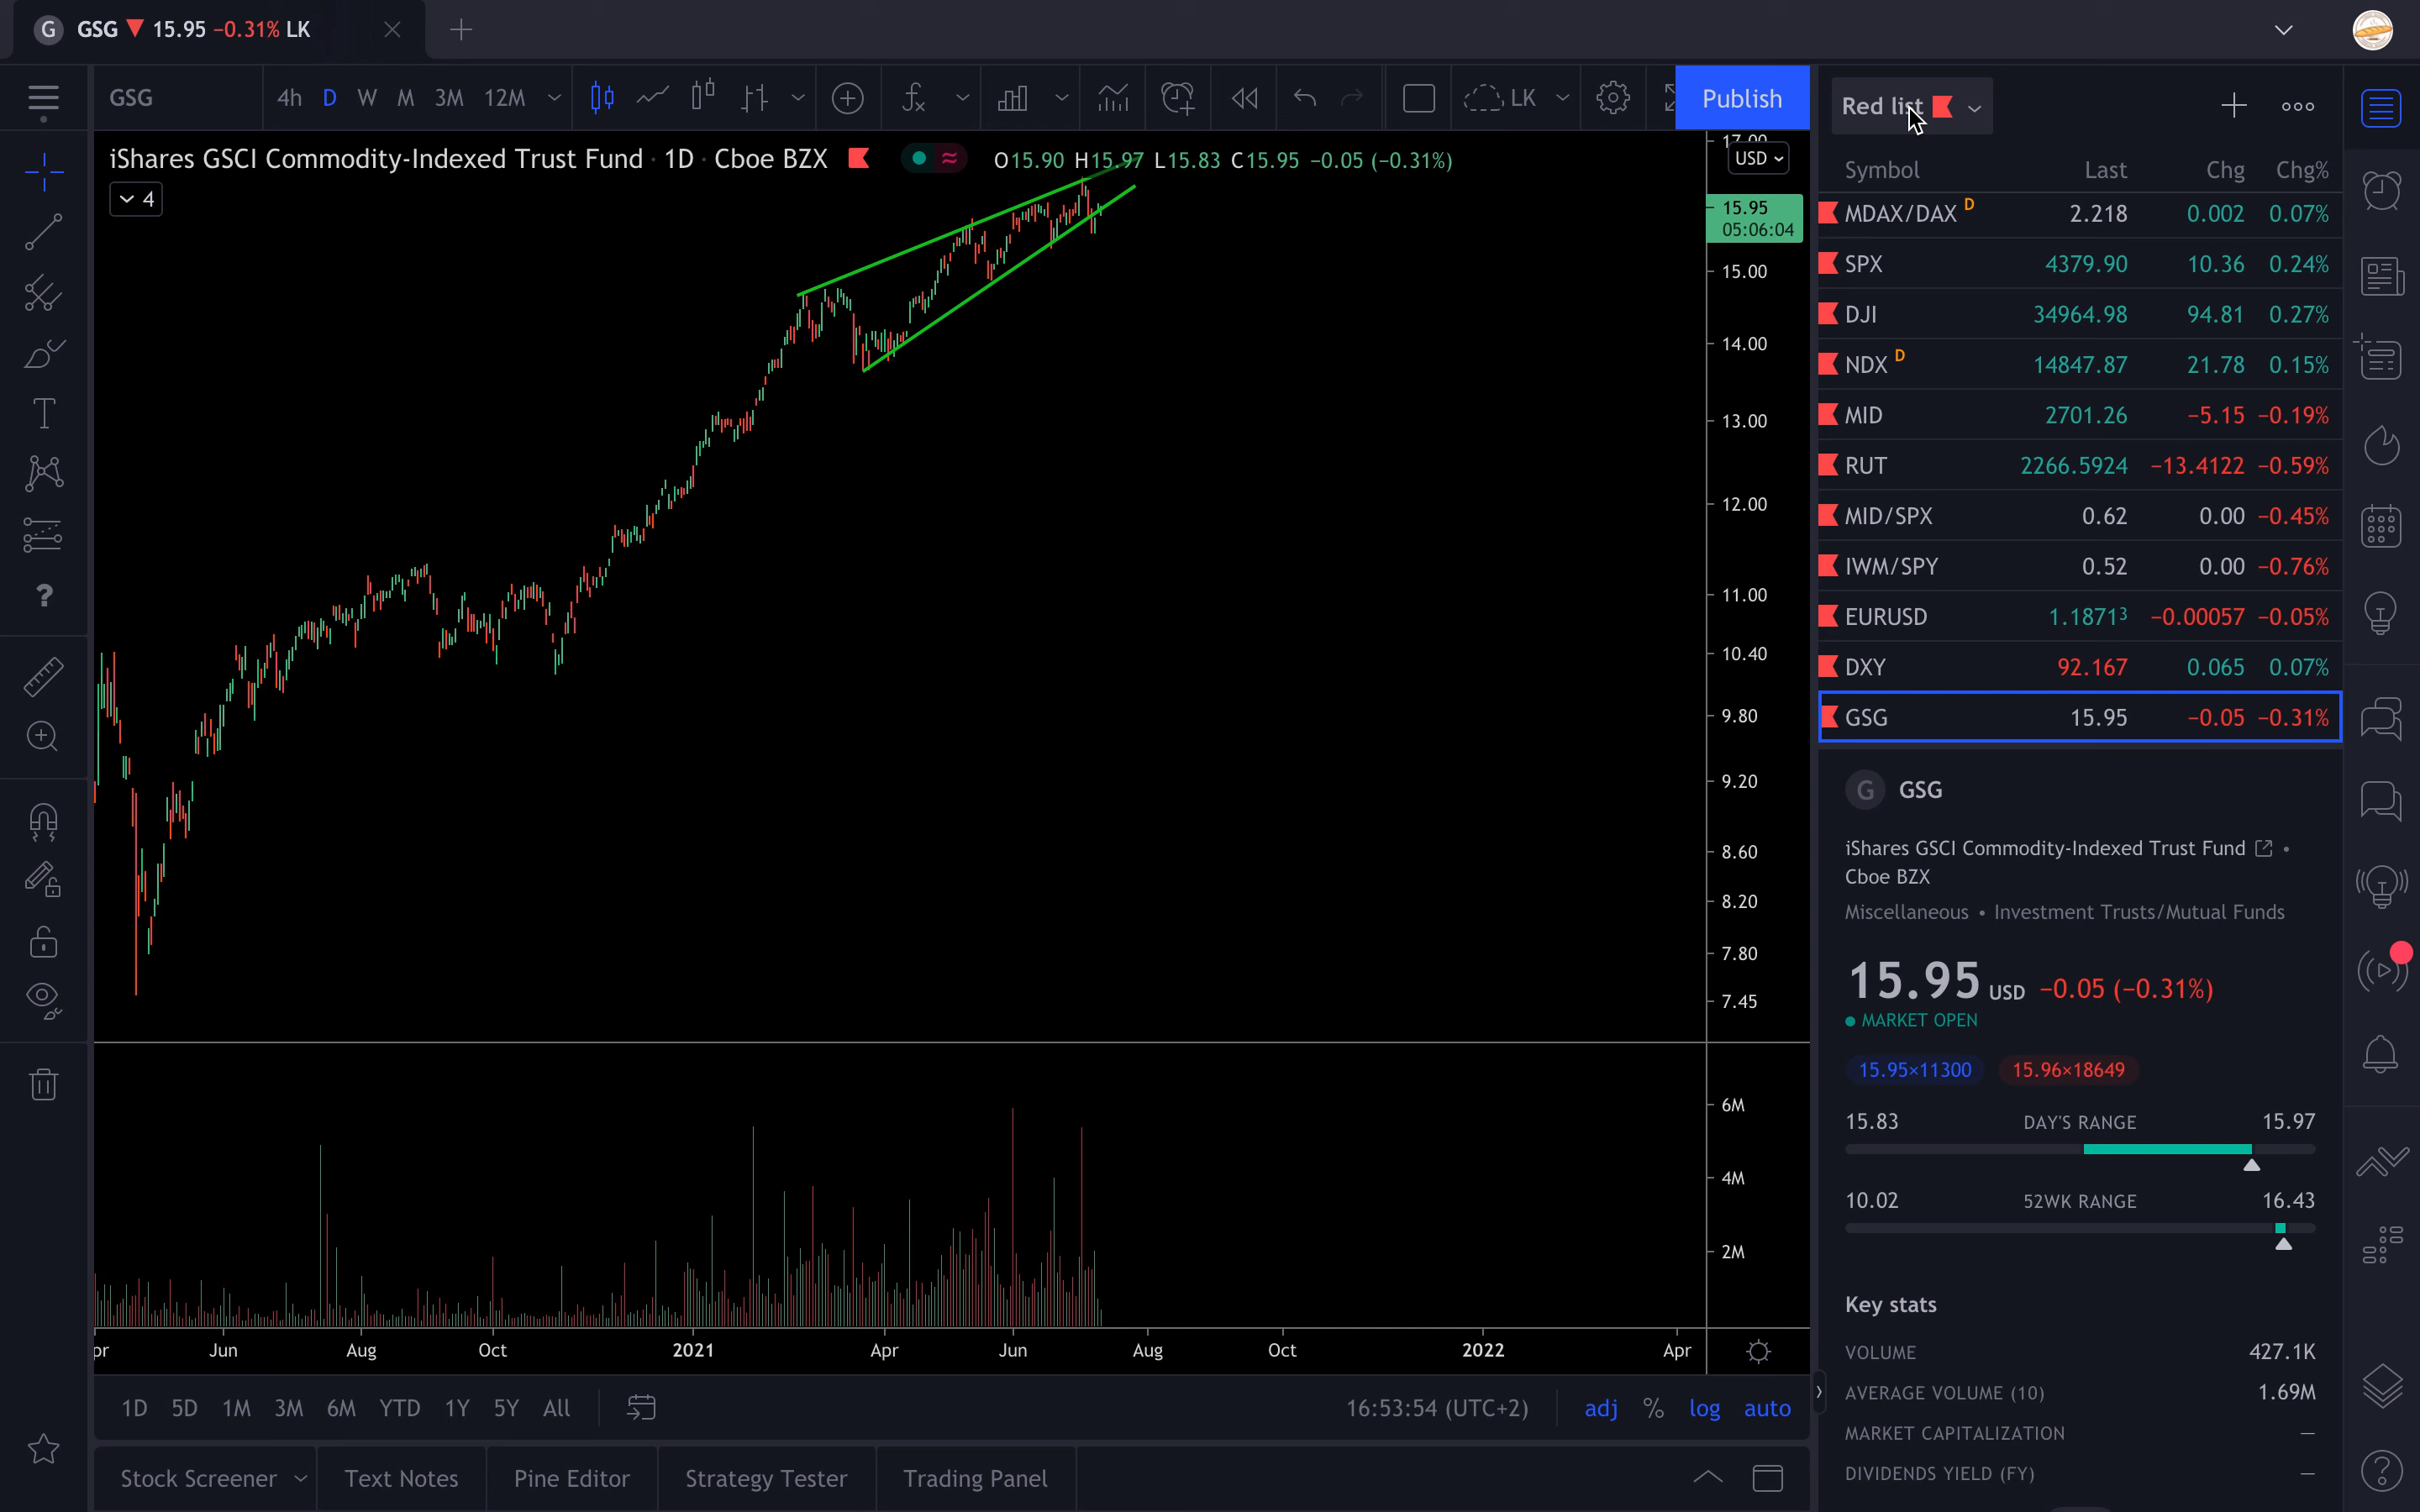 G GSG ▼ 15.95 −0.31% LK
GSG 4h D W M 3M 12M LK Publish
iShares GSCI Commodity-Indexed Trust Fund · 1D · Cboe BZX O15.90 H15.97 L15.83 C15.95 −0.05 (−0.31%)
4
17.00
USD
15.95
05:06:04
15.00
14.00
13.00
12.00
11.00
10.40
9.80
9.20
8.60
8.20
7.80
7.45
6M
4M
2M
pr Jun Aug Oct 2021 Apr Jun Aug Oct 2022 Apr
1D 5D 1M 3M 6M YTD 1Y 5Y All 16:53:54 (UTC+2) adj % log auto
Stock Screener Text Notes Pine Editor Strategy Tester Trading Panel
Red list
Symbol Last Chg Chg%
MDAX/DAX D 2.218 0.002 0.07%
SPX 4379.90 10.36 0.24%
DJI 34964.98 94.81 0.27%
NDX D 14847.87 21.78 0.15%
MID 2701.26 −5.15 −0.19%
RUT 2266.5924 −13.4122 −0.59%
MID/SPX 0.62 0.00 −0.45%
IWM/SPY 0.52 0.00 −0.76%
EURUSD 1.1871³ −0.00057 −0.05%
DXY 92.167 0.065 0.07%
GSG 15.95 −0.05 −0.31%
G GSG
iShares GSCI Commodity-Indexed Trust Fund •
Cboe BZX
Miscellaneous • Investment Trusts/Mutual Funds
15.95 USD −0.05 (−0.31%)
● MARKET OPEN
15.95×11300 15.96×18649
15.83 DAY'S RANGE 15.97
10.02 52WK RANGE 16.43
Key stats
VOLUME 427.1K
AVERAGE VOLUME (10) 1.69M
MARKET CAPITALIZATION —
DIVIDENDS YIELD (FY) —